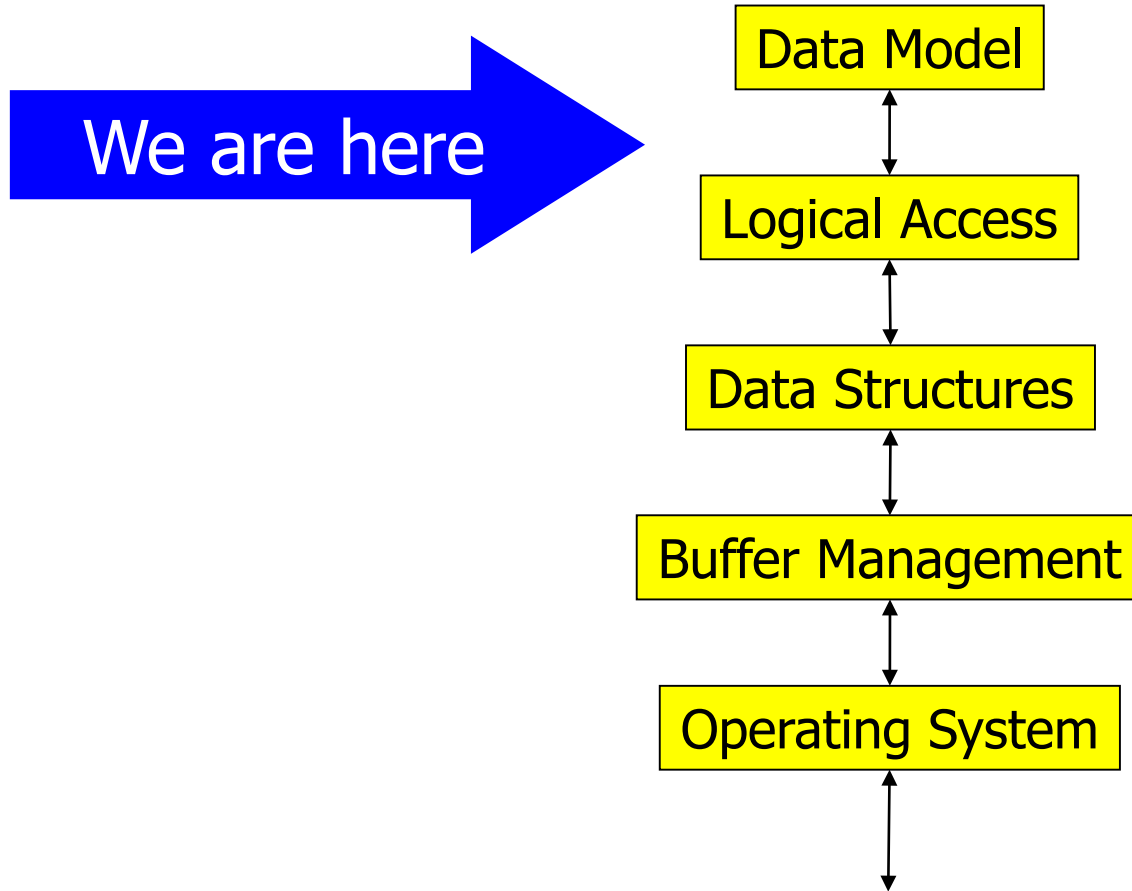 Data Model
We are here
Logical Access
Data Structures
Buffer Management
Operating System